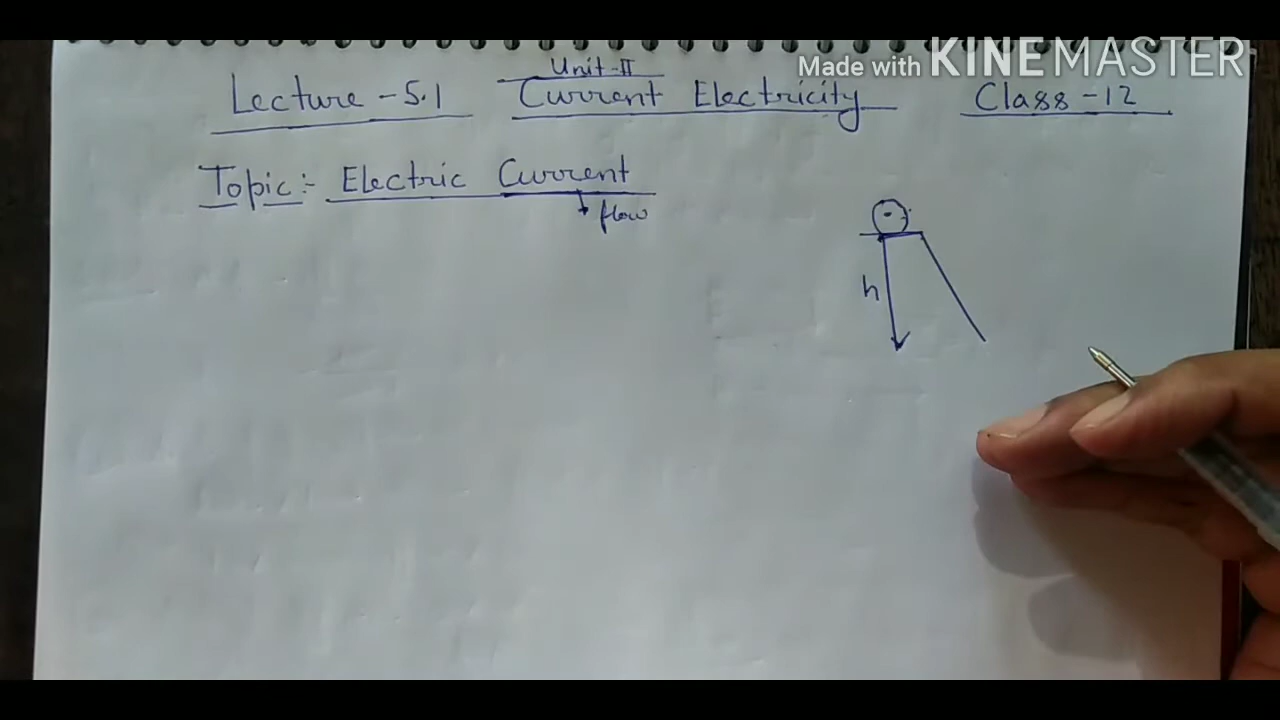 Made with KINEMASTER
Unit-II
Lecture - 5.1 Current Electricity Class - 12
Topic :- Electric Current
flow
h